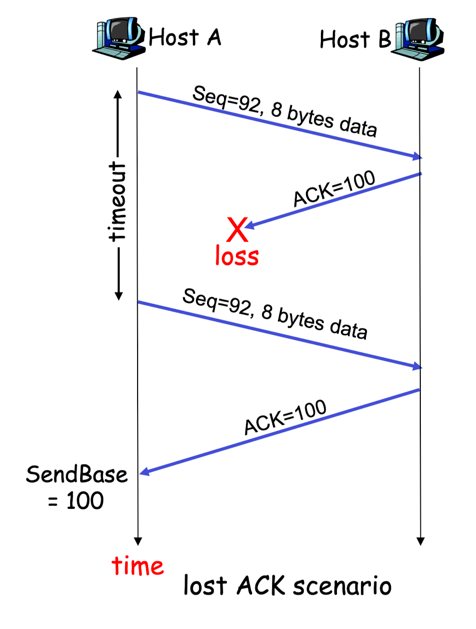 Host A
Host B
Seq=92, 8 bytes data
timeout
ACK=100
X
loss
Seq=92, 8 bytes data
ACK=100
SendBase
= 100
time
lost ACK scenario